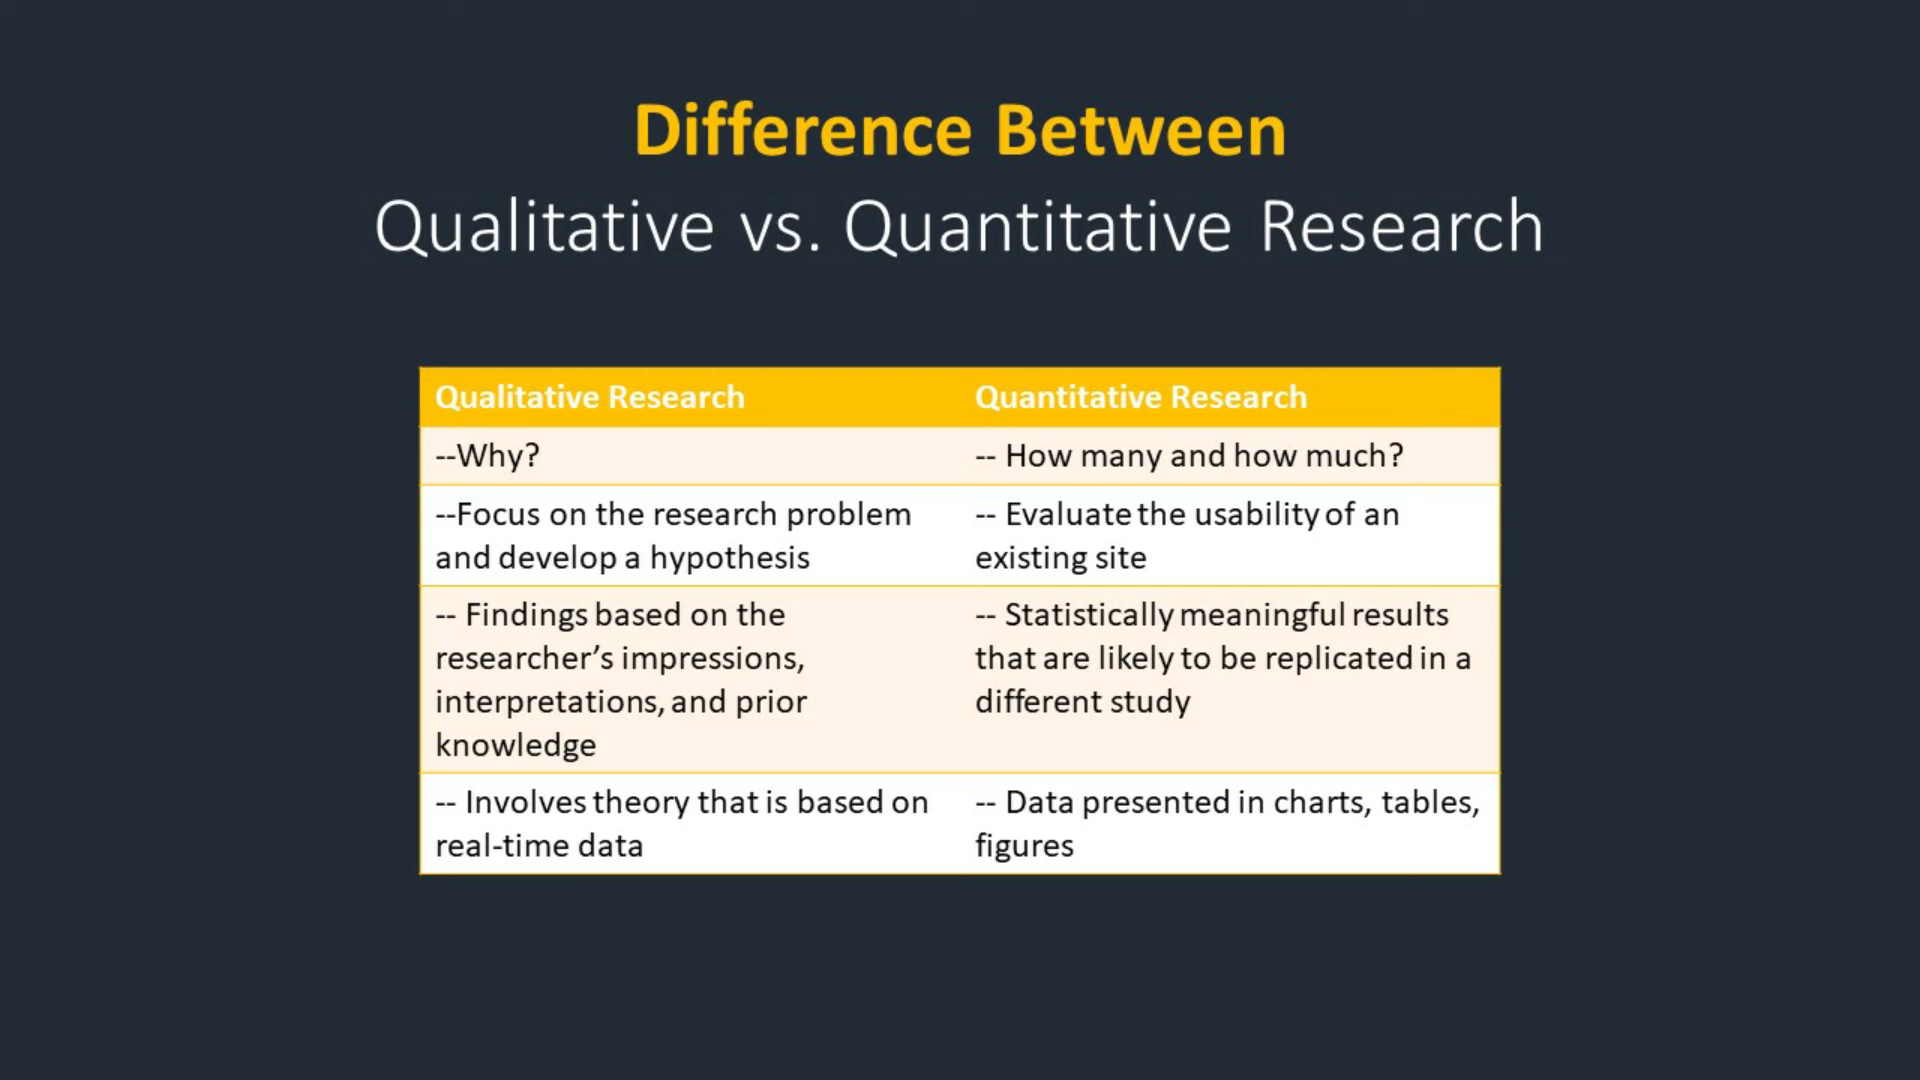 Difference Between
Qualitative vs. Quantitative Research
Qualitative Research
Quantitative Research
--Why?
-- How many and how much?
--Focus on the research problem
and develop a hypothesis
-- Evaluate the usability of an
existing site
-- Findings based on the
researcher’s impressions,
interpretations, and prior
knowledge
-- Statistically meaningful results
that are likely to be replicated in a
different study
-- Involves theory that is based on
real-time data
-- Data presented in charts, tables,
figures